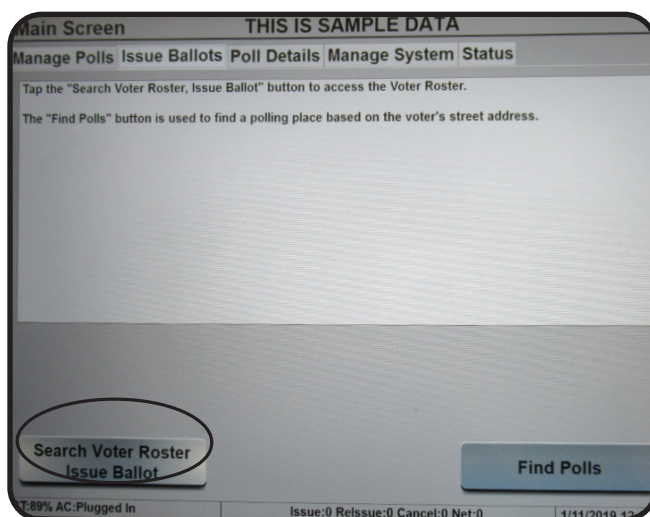 Main Screen THIS IS SAMPLE DATA
Manage Polls Issue Ballots Poll Details Manage System Status
Tap the "Search Voter Roster, Issue Ballot" button to access the Voter Roster.
The "Find Polls" button is used to find a polling place based on the voter's street address.
Search Voter Roster
Issue Ballot
Find Polls
T:89% AC:Plugged In Issue:0 ReIssue:0 Cancel:0 Net:0 1/11/2019